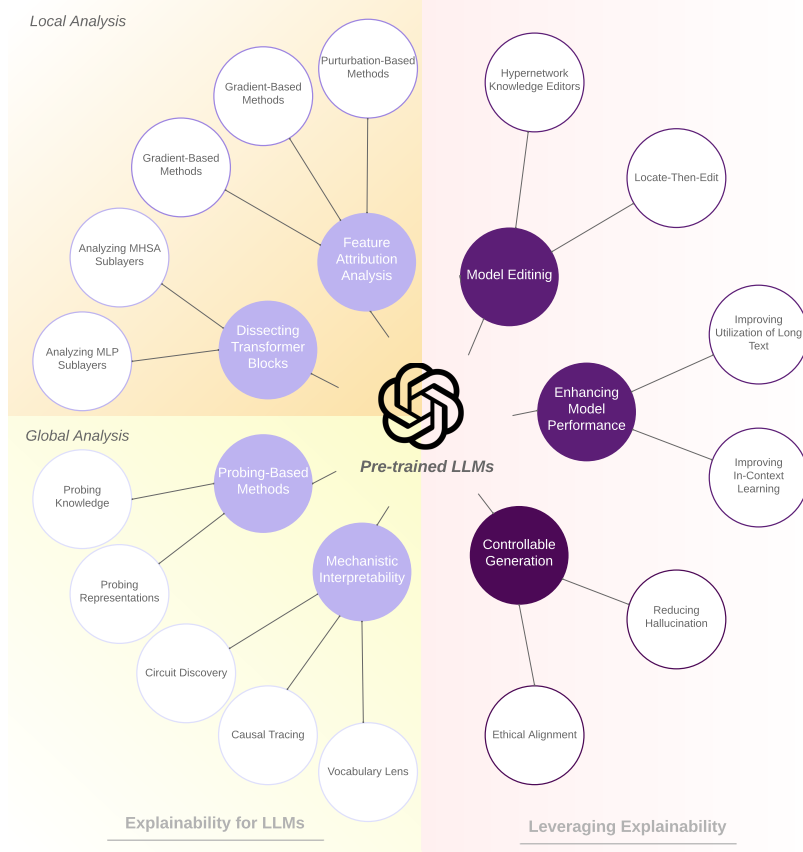 Local Analysis
Purturbation-Based
Methods
Gradient-Based
Methods
Gradient-Based
Methods
Analyzing MHSA
Sublayers
Analyzing MLP
Sublayers
Feature
Attribution
Analysis
Dissecting
Transformer
Blocks
Hypernetwork
Knowledge Editors
Locate-Then-Edit
Model Editinig
Improving
Utilization of Long
Text
Enhancing
Model
Performance
Improving
In-Context
Learning
Pre-trained LLMs
Global Analysis
Probing-Based
Methods
Probing
Knowledge
Probing
Representations
Mechanistic
Interpretability
Circuit Discovery
Causal Tracing
Vocabulary Lens
Controllable
Generation
Reducing
Hallucination
Ethical Alignment
Explainability for LLMs
Leveraging Explainability